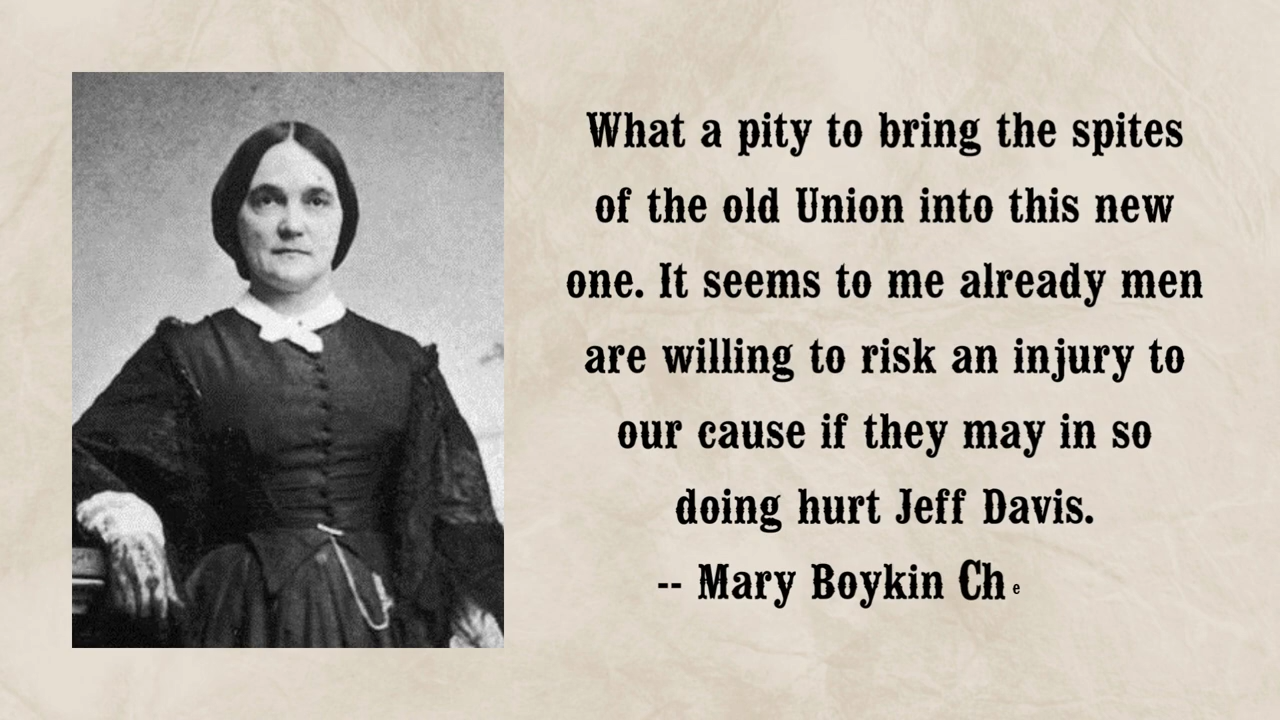 What a pity to bring the spites
of the old Union into this new
one. It seems to me already men
are willing to risk an injury to
our cause if they may in so
doing hurt Jeff Davis.
-- Mary Boykin Che